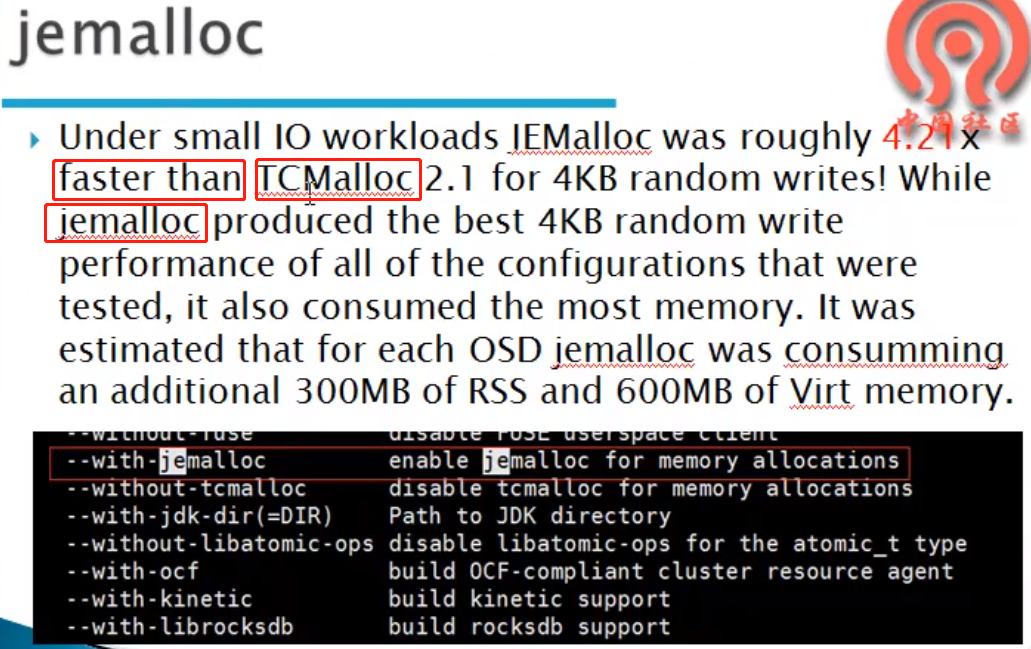 jemalloc
中国社区
Under small IO workloads JEMalloc was roughly 4.21x
faster than TCMalloc 2.1 for 4KB random writes! While
jemalloc produced the best 4KB random write
performance of all of the configurations that were
tested, it also consumed the most memory. It was
estimated that for each OSD jemalloc was consumming
an additional 300MB of RSS and 600MB of Virt memory.
--without-fuse disable FUSE userspace client
--with-jemalloc enable jemalloc for memory allocations
--without-tcmalloc disable tcmalloc for memory allocations
--with-jdk-dir(=DIR) Path to JDK directory
--without-libatomic-ops disable libatomic-ops for the atomic_t type
--with-ocf build OCF-compliant cluster resource agent
--with-kinetic build kinetic support
--with-librocksdb build rocksdb support